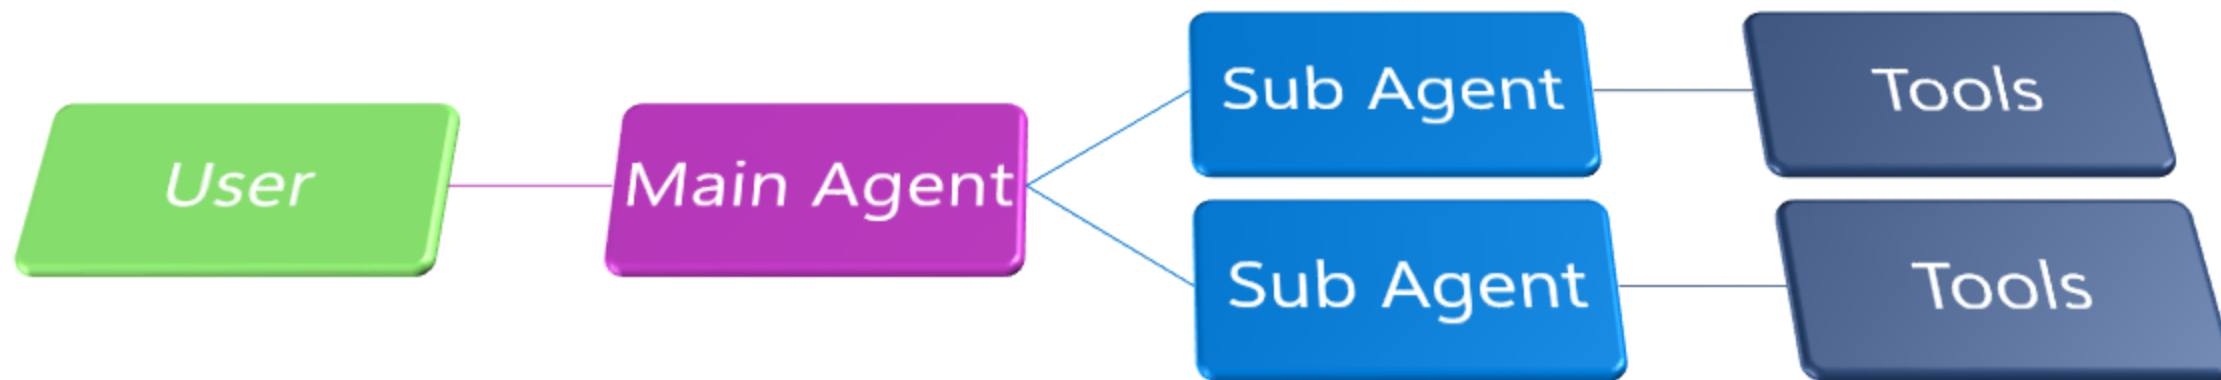 User
Main Agent
Sub Agent
Tools
Sub Agent
Tools